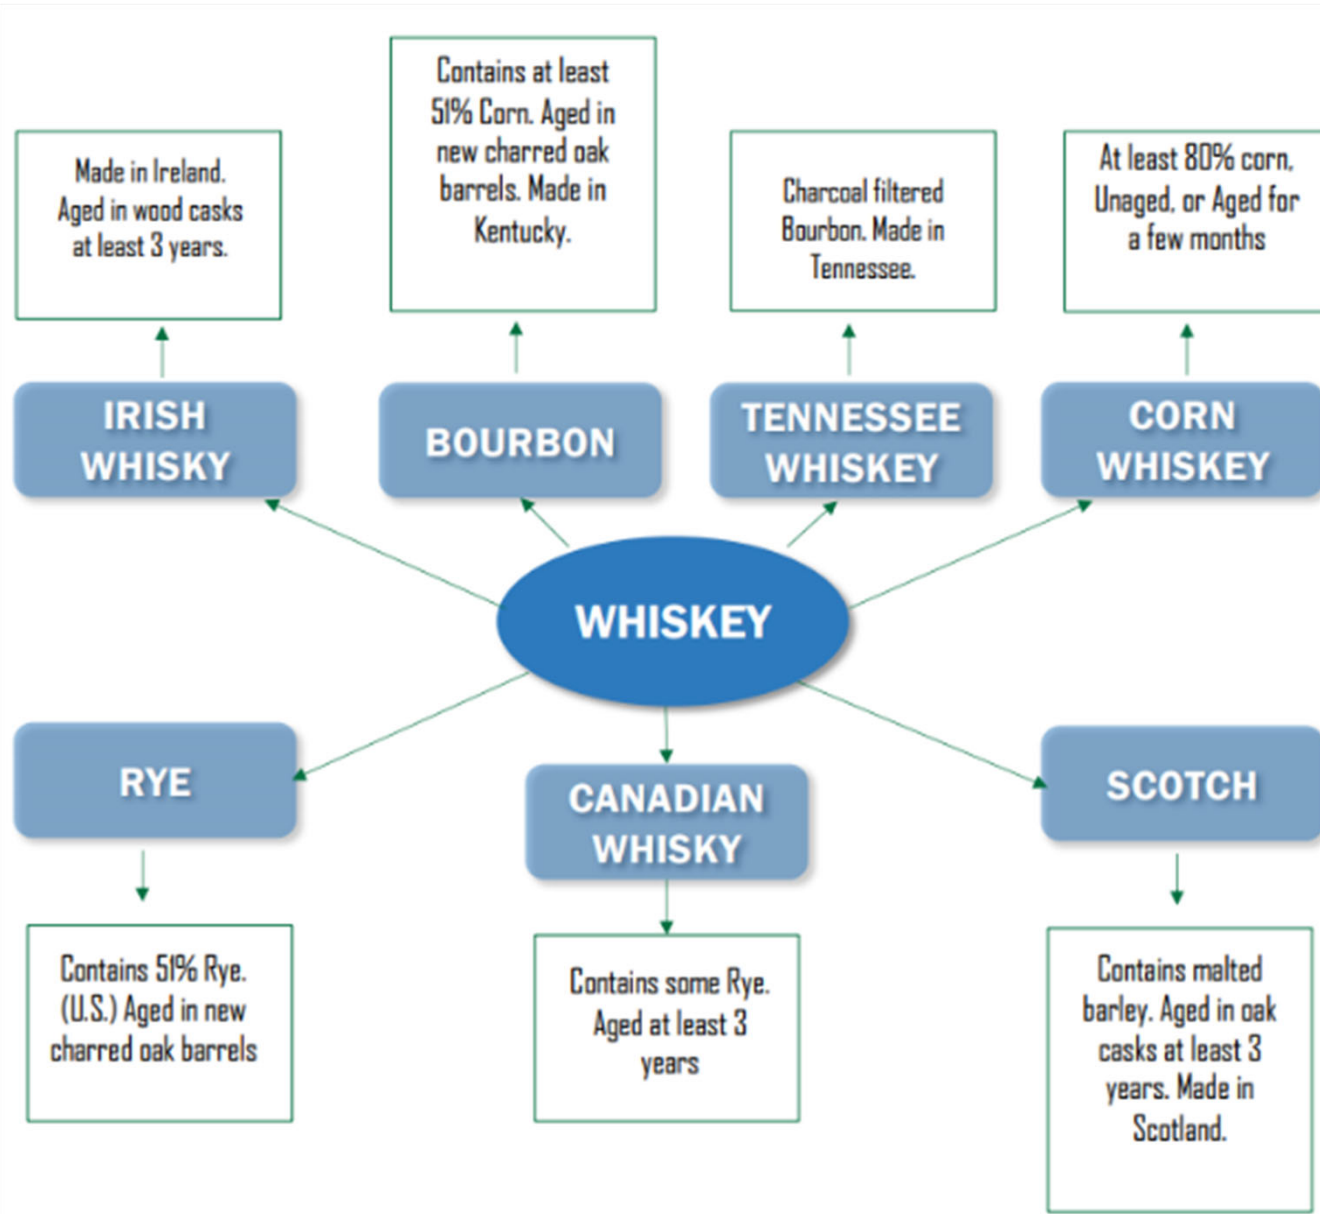 Made in Ireland.
Aged in wood casks
at least 3 years.
Contains at least
51% Corn. Aged in
new charred oak
barrels. Made in
Kentucky.
Charcoal filtered
Bourbon. Made in
Tennessee.
At least 80% corn,
Unaged, or Aged for
a few months
IRISH
WHISKY
BOURBON
TENNESSEE
WHISKEY
CORN
WHISKEY
WHISKEY
RYE
CANADIAN
WHISKY
SCOTCH
Contains 51% Rye.
(U.S.) Aged in new
charred oak barrels
Contains some Rye.
Aged at least 3
years
Contains malted
barley. Aged in oak
casks at least 3
years. Made in
Scotland.